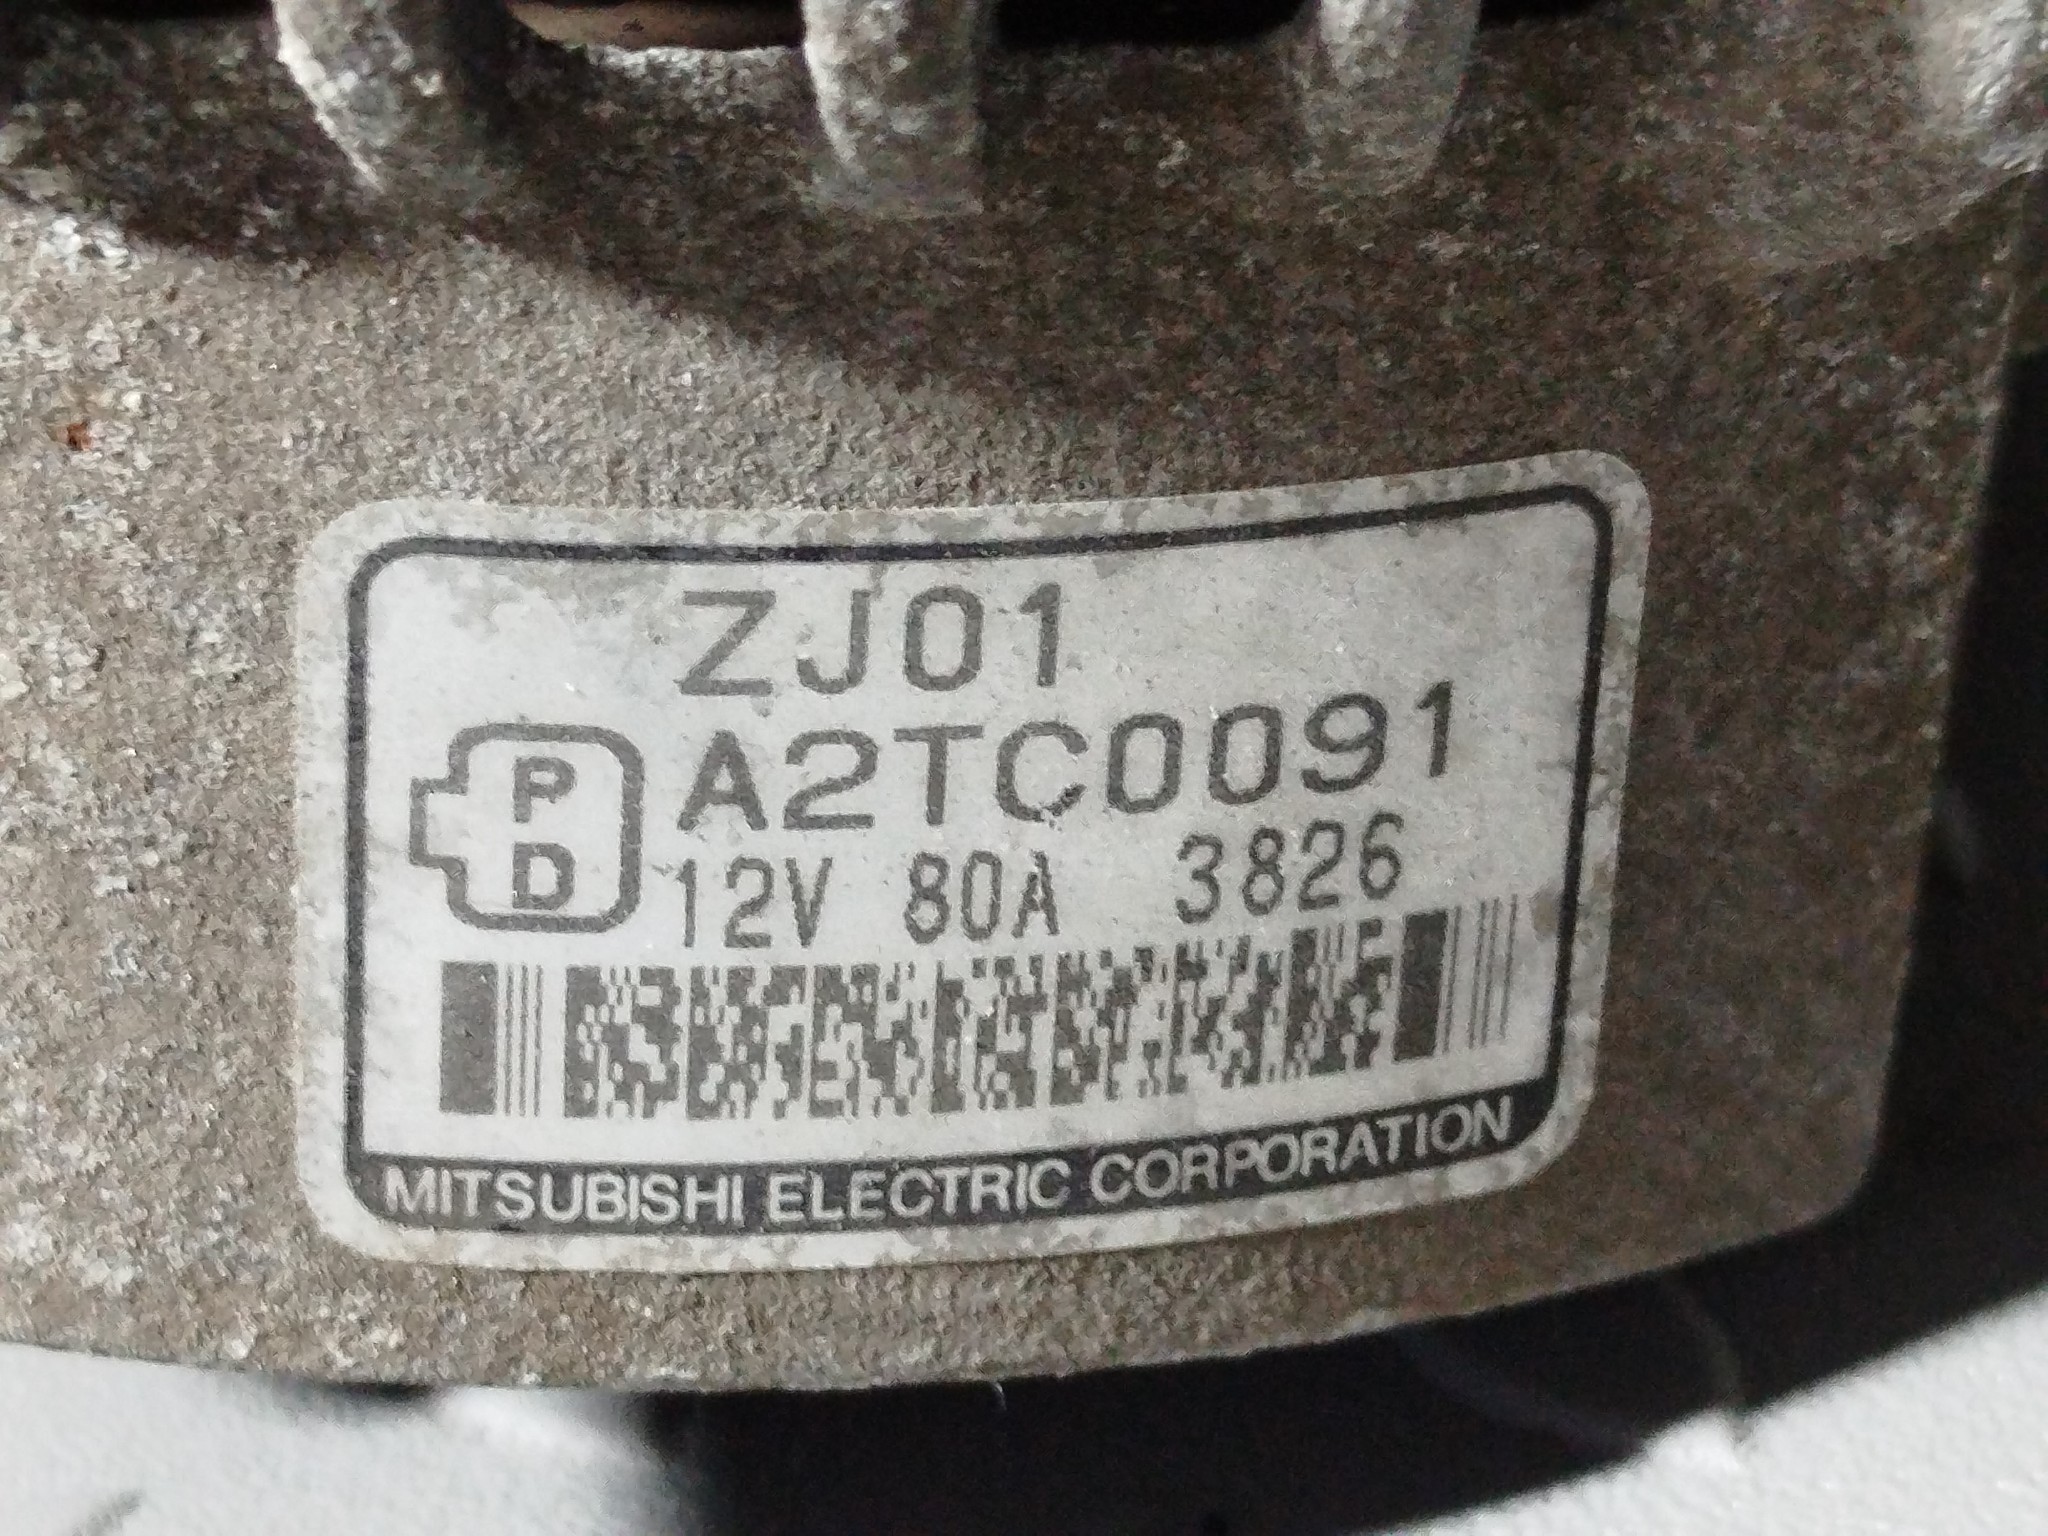 ZJ01
P
D
A2TC0091
12V 80A 3826
MITSUBISHI ELECTRIC CORPORATION